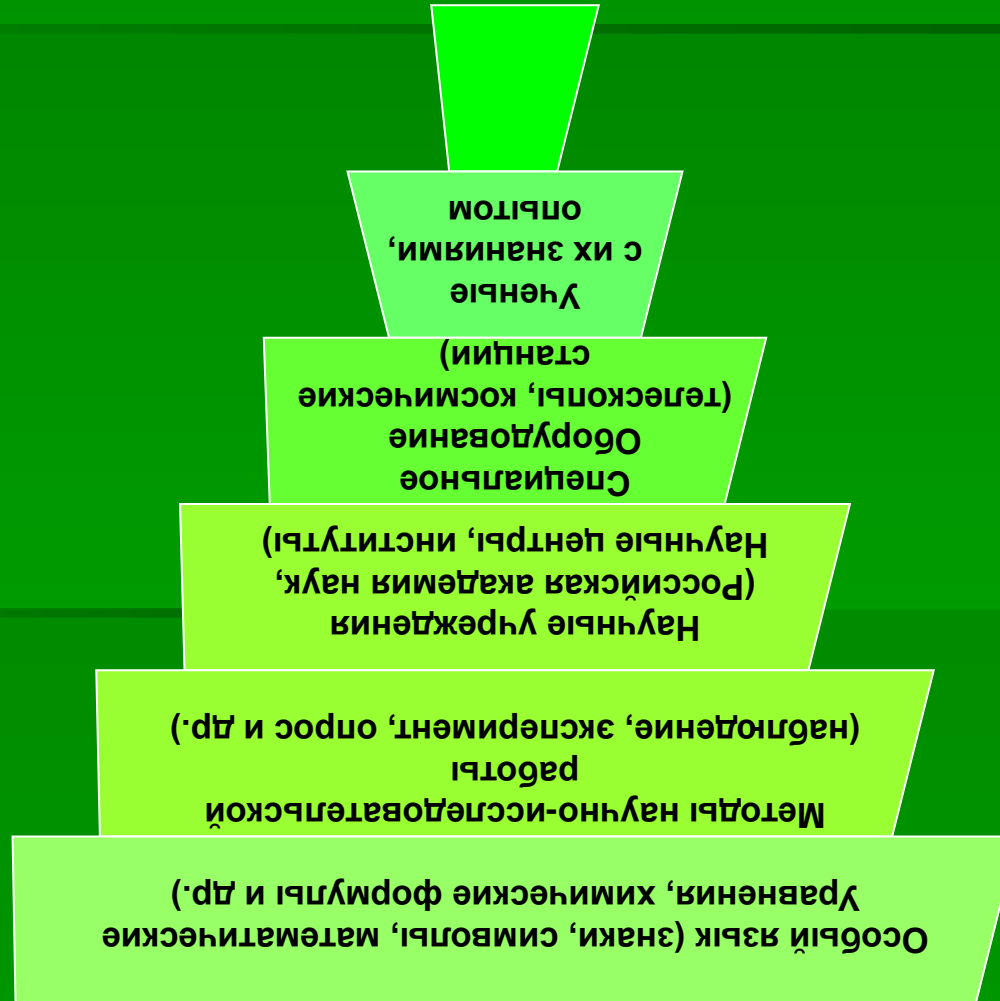 Особый язык (знаки, символы, математические
Уравнения, химические формулы и др.)
Методы научно-исследовательской
работы
(наблюдение, эксперимент, опрос и др.)
Научные учреждения
(Российская академия наук,
Научные центры, институты)
Специальное
Оборудование
(телескопы, космические
станции)
Ученые
с их знаниями,
опытом